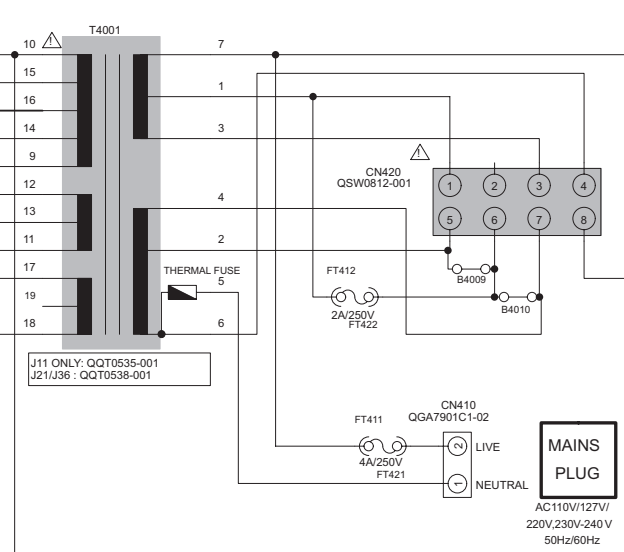 T4001
10
7
15
1
16
14
3
9
CN420
QSW0812-001
1
2
3
4
12
4
13
5
6
7
8
11
2
B4009
17
THERMAL FUSE
5
FT412
19
B4010
2A/250V
FT422
18
6
J11 ONLY: QQT0535-001
J21/J36 : QQT0538-001
CN410
QGA7901C1-02
FT411
2
LIVE
MAINS
PLUG
4A/250V
FT421
1
NEUTRAL
AC110V/127V/
220V,230V-240 V
50Hz/60Hz
!
!